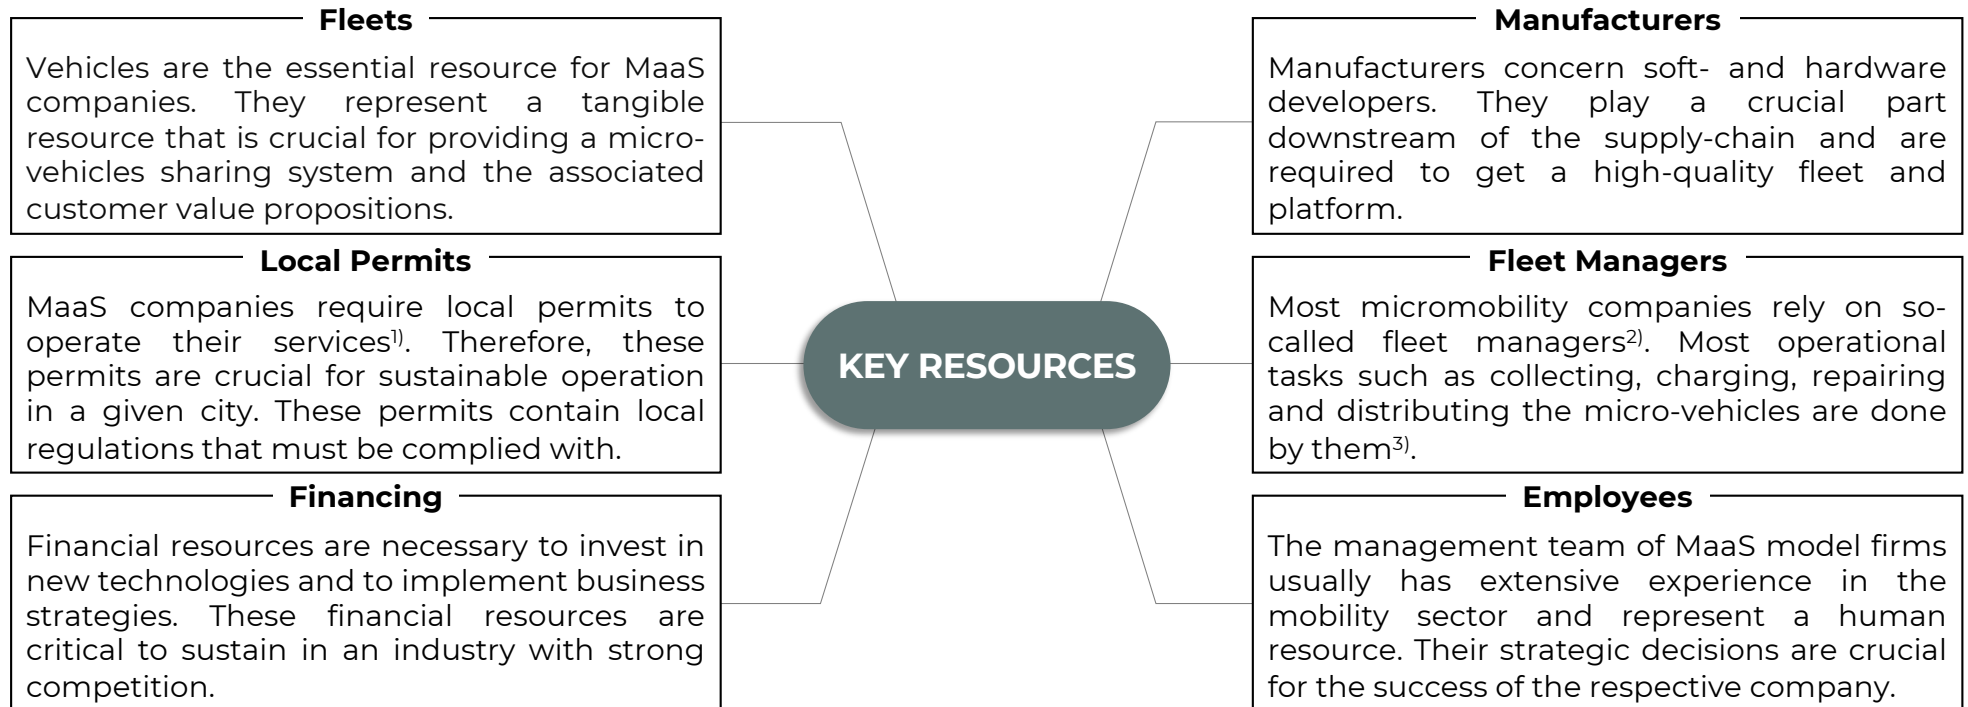 Fleets
Vehicles are the essential resource for MaaS
companies. They represent a tangible
resource that is crucial for providing a micro-
vehicles sharing system and the associated
customer value propositions.
Local Permits
MaaS companies require local permits to
operate their services1). Therefore, these
permits are crucial for sustainable operation
in a given city. These permits contain local
regulations that must be complied with.
Financing
Financial resources are necessary to invest in
new technologies and to implement business
strategies. These financial resources are
critical to sustain in an industry with strong
competition.
KEY RESOURCES
Manufacturers
Manufacturers concern soft- and hardware
developers. They play a crucial part
downstream of the supply-chain and are
required to get a high-quality fleet and
platform.
Fleet Managers
Most micromobility companies rely on so-
called fleet managers2). Most operational
tasks such as collecting, charging, repairing
and distributing the micro-vehicles are done
by them3).
Employees
The management team of MaaS model firms
usually has extensive experience in the
mobility sector and represent a human
resource. Their strategic decisions are crucial
for the success of the respective company.